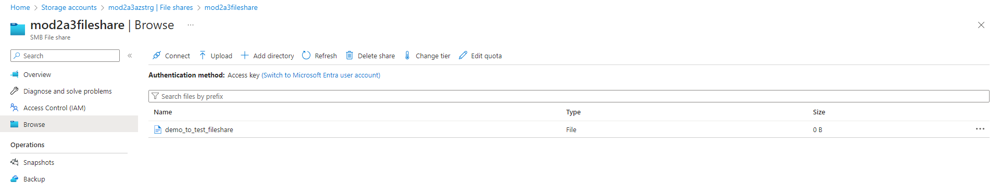 Home > Storage accounts > mod2a3azstrg | File shares > mod2a3fileshare
mod2a3fileshare | Browse ...
SMB File share
Search «
Connect Upload Add directory Refresh Delete share Change tier Edit quota
Overview
Diagnose and solve problems
Access Control (IAM)
Browse
Operations
Snapshots
Backup
Authentication method: Access key (Switch to Microsoft Entra user account)
Search files by prefix
Name Type Size
demo_to_test_fileshare File 0 B ...